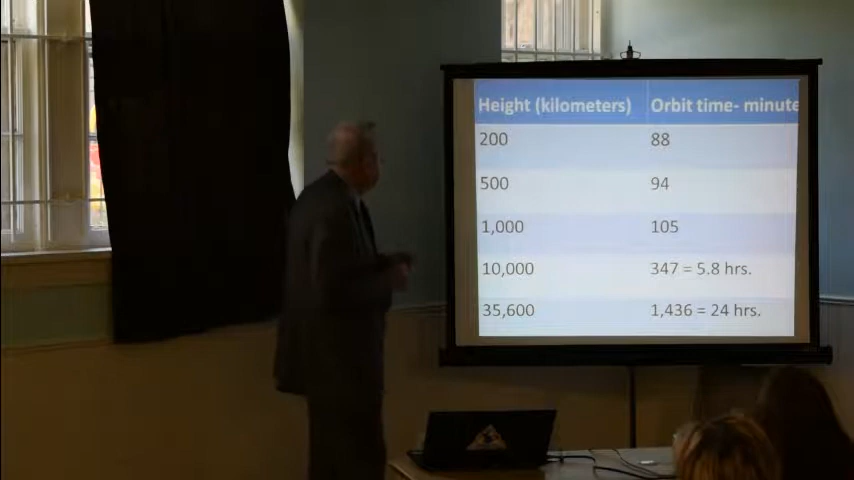 Height (kilometers) Orbit time- minute
200 88
500 94
1,000 105
10,000 347 = 5.8 hrs.
35,600 1,436 = 24 hrs.